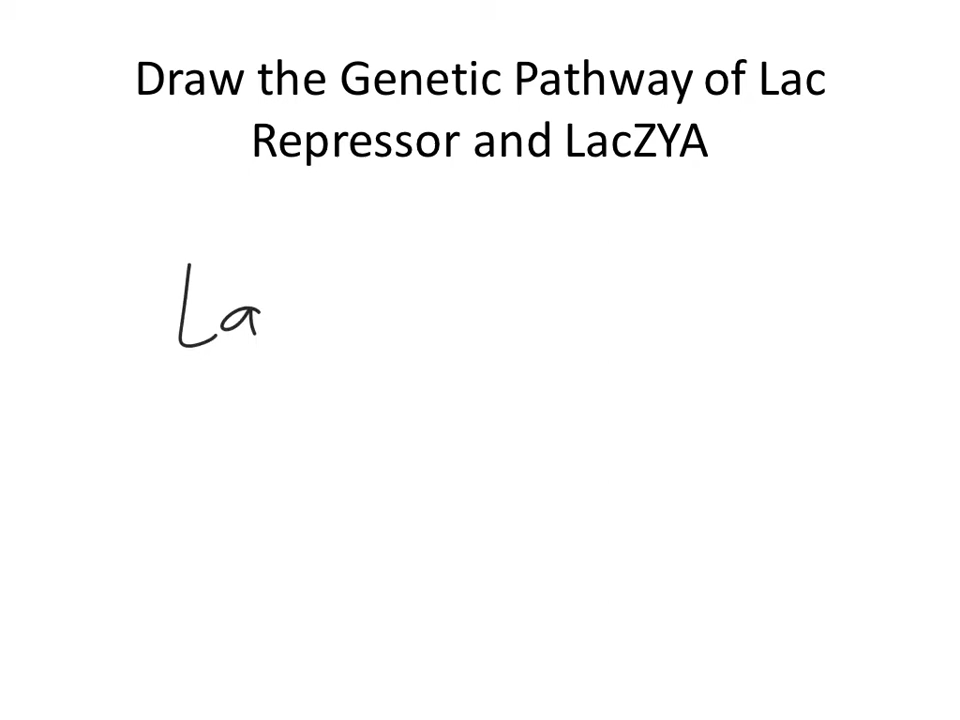 Draw the Genetic Pathway of Lac
Repressor and LacZYA
La